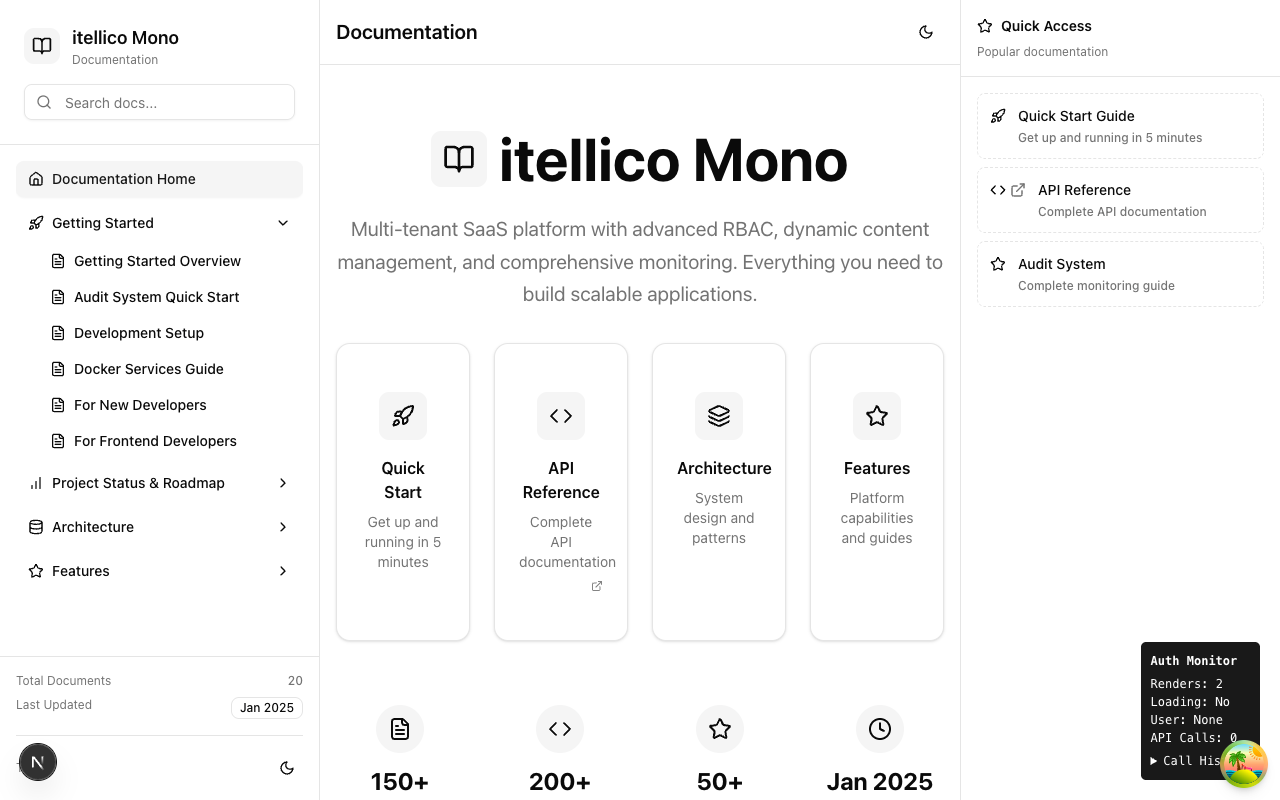 itellico Mono
Documentation
Search docs...
Documentation Home
Getting Started
Getting Started Overview
Audit System Quick Start
Development Setup
Docker Services Guide
For New Developers
For Frontend Developers
Project Status & Roadmap
Architecture
Features
Total Documents 20
Last Updated Jan 2025
N
Documentation
itellico Mono
Multi-tenant SaaS platform with advanced RBAC, dynamic content
management, and comprehensive monitoring. Everything you need to
build scalable applications.
Quick
Start
Get up and
running in 5
minutes
API
Reference
Complete
API
documentation
Architecture
System
design and
patterns
Features
Platform
capabilities
and guides
150+
200+
50+
Jan 2025
Quick Access
Popular documentation
Quick Start Guide
Get up and running in 5 minutes
API Reference
Complete API documentation
Audit System
Complete monitoring guide
Auth Monitor
Renders: 2
Loading: No
User: None
API Calls: 0
Call His